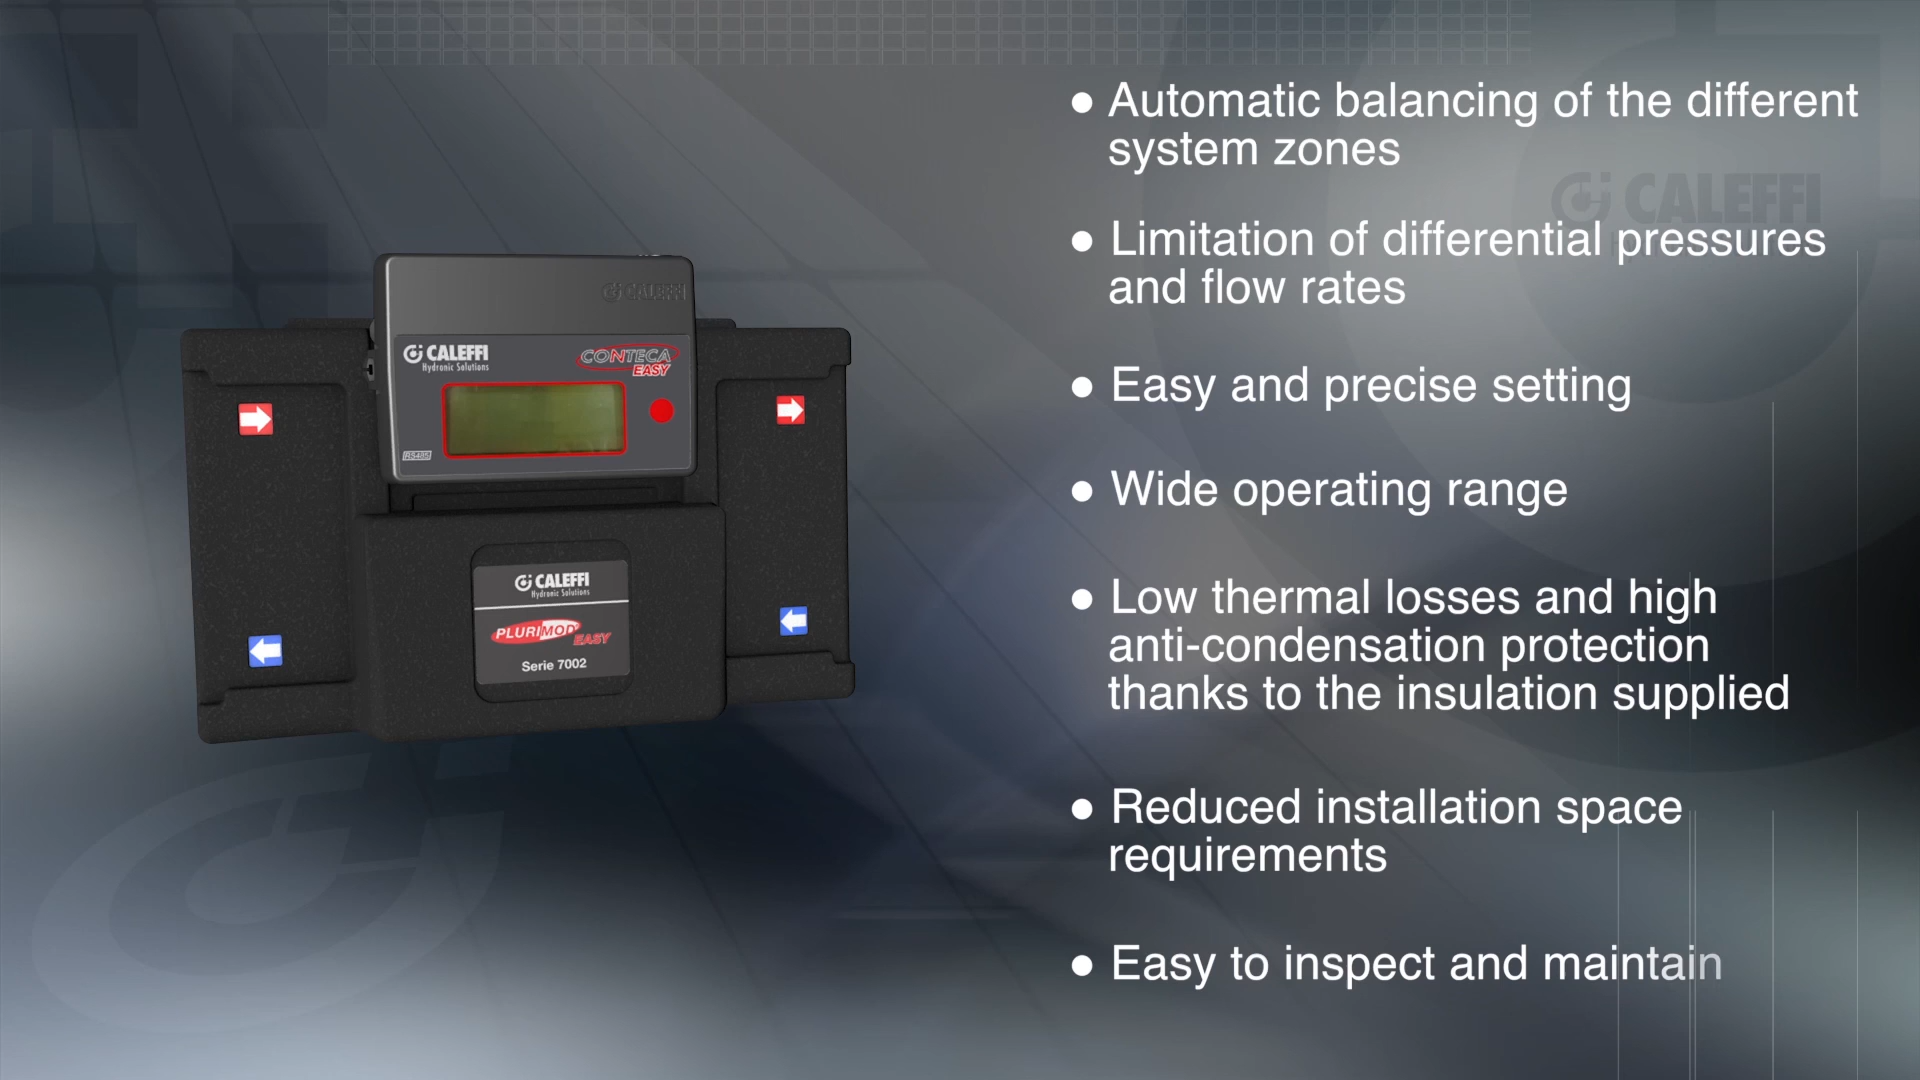 ● Automatic balancing of the different
system zones
CALEFFI
● Limitation of differential pressures
and flow rates
● Easy and precise setting
● Wide operating range
● Low thermal losses and high
anti-condensation protection
thanks to the insulation supplied
● Reduced installation space
requirements
● Easy to inspect and maintain
CALEFFI
CALEFFI
Hydronic Solutions
CONTECA
EASY
RS485
CALEFFI
Hydronic Solutions
PLURIMOD
EASY
Serie 7002